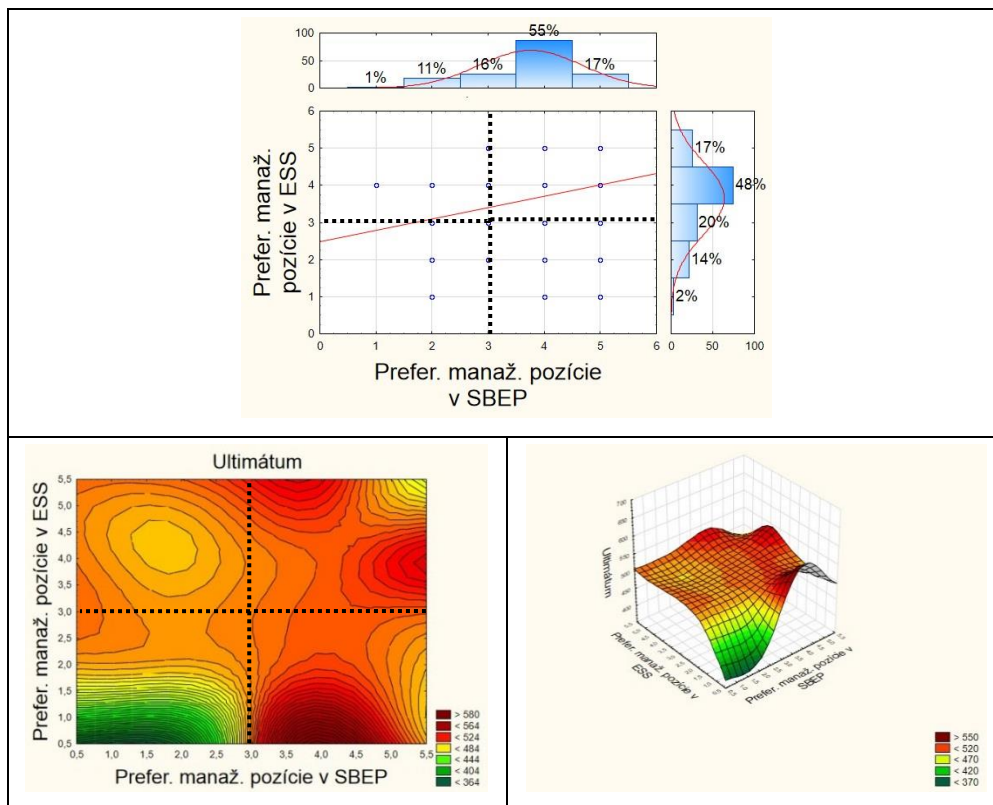 100
50
0
1%
11%
16%
55%
17%
Prefer. manaž.
pozície v ESS
6
5
4
3
2
1
0
0 1 2 3 4 5 6
Prefer. manaž. pozície
v SBEP
17%
48%
20%
14%
2%
0 50 100
Ultimátum
Prefer. manaž. pozície v ESS
5,5
5,0
4,5
4,0
3,5
3,0
2,5
2,0
1,5
1,0
0,5
0,5 1,0 1,5 2,0 2,5 3,0 3,5 4,0 4,5 5,0 5,5
Prefer. manaž. pozície v SBEP
> 580
< 564
< 524
< 484
< 444
< 404
< 364
Ultimátum
Prefer. manaž. pozície v
ESS
Prefer. manaž. pozície v
SBEP
> 550
< 520
< 470
< 420
< 370